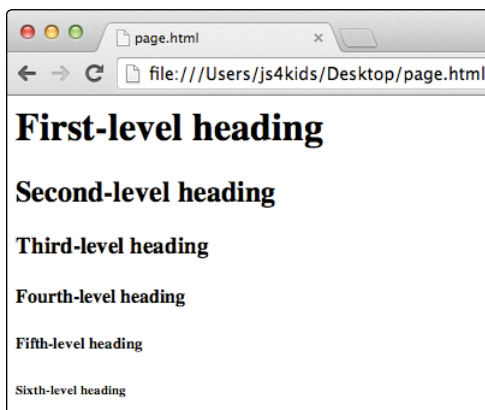 page.html
file:///Users/js4kids/Desktop/page.html
First-level heading
Second-level heading
Third-level heading
Fourth-level heading
Fifth-level heading
Sixth-level heading